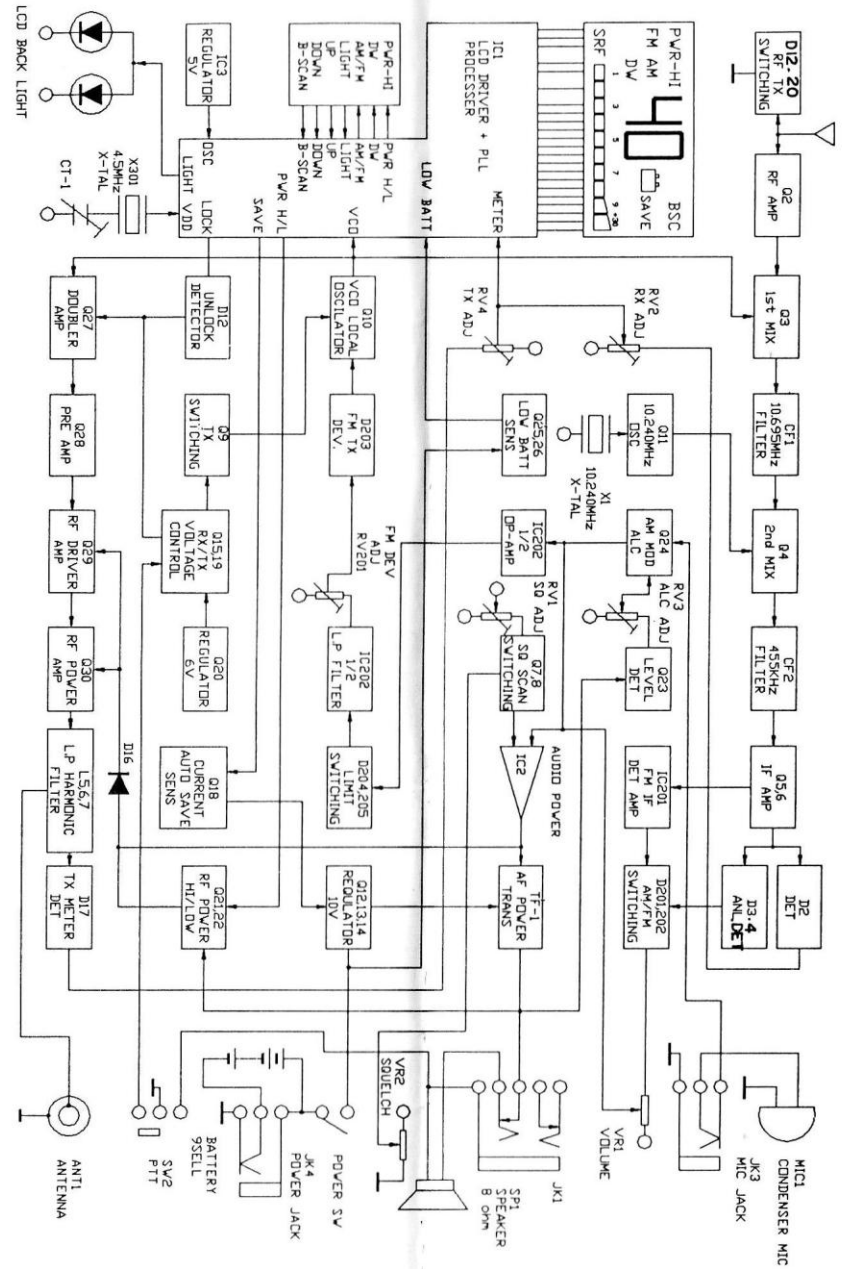 D12.20
RF TX
SWITCHING
Q2
RF AMP
Q3
1st MIX
CF1
10.695MHz
FILTER
Q4
2nd MIX
CF2
455KHz
FILTER
Q5,6
IF AMP
D2
DET
D3.4
ANL.DET
IC201
FM IF
DET AMP
D201,202
AM/FM
SWITCHING
MIC1
CONDENSER MIC
JK3
MIC JACK
VR1
VOLUME
PWR-HI
FM AM
DW
BSC
SAVE
SRF
1
3
5
7
9
+30
RV2
RX ADJ
RV4
TX ADJ
Q11
10.240MHz
OSC
X1
10.240MHz
X-TAL
Q24
AM MOD
ALC
RV3
ALC ADJ
Q23
LEVEL
DET
Q25,26
LOW BATT
SENS
IC202
1/2
OP-AMP
RV1
SQ ADJ
Q7,8
SQ SCAN
SWITCHING
IC2
AUDIO POWER
TF-1
AF POWER
TRANS
JK1
SP1
SPEAKER
8 ohm
VR2
SQUELCH
IC1
LCD DRIVER + PLL
PROCESSER
METER
LOW BATT
VCO
PWR H/L
SAVE
LOCK
VDD
LIGHT
OSC
PWR H/L
DW
AM/FM
LIGHT
UP
DOWN
B-SCAN
PWR-HI
DW
AM/FM
LIGHT
UP
DOWN
B-SCAN
IC3
REGULATOR
5V
LCD BACK LIGHT
X301
4.5MHz
X-TAL
CT-1
Q10
VCO LOCAL
OSCILATOR
D203
FM TX
DEV.
FM DEV
ADJ
RV201
IC202
1/2
L.P FILTER
D204,205
LIMIT
SWITCHING
Q12,13,14
REQULATOR
10V
POWER SW
JK4
POWER JACK
BATTERY
9SELL
D12
UNLOCK
DETECTOR
Q9
TX
SWITCHING
Q15,19
RX/TX
VOLTAGE
CONTROL
Q20
REGULATOR
6V
Q18
CURRENT
AUTO SAVE
SENS
Q21,22
RF POWER
HI/LOW
D16
SW2
PTT
Q27
DOUBLER
AMP
Q28
PRE AMP
Q29
RF DRIVER
AMP
Q30
RF POWER
AMP
L5,6,7
L.P HARMONIC
FILTER
D17
TX METER
DET
ANT1
ANTENNA